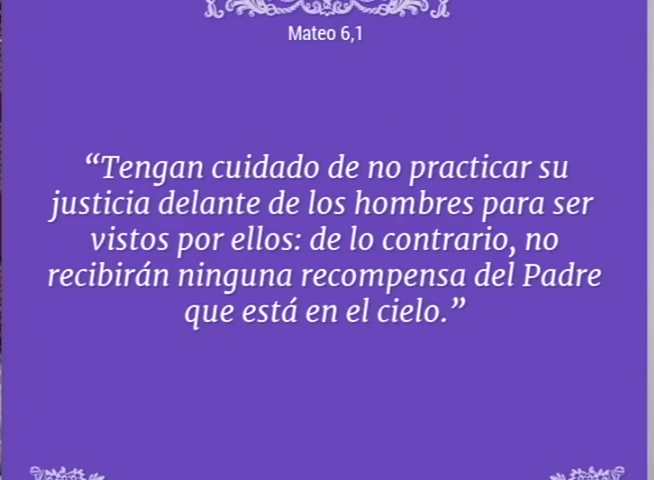 Mateo 6,1
“Tengan cuidado de no practicar su
justicia delante de los hombres para ser
vistos por ellos: de lo contrario, no
recibirán ninguna recompensa del Padre
que está en el cielo.”